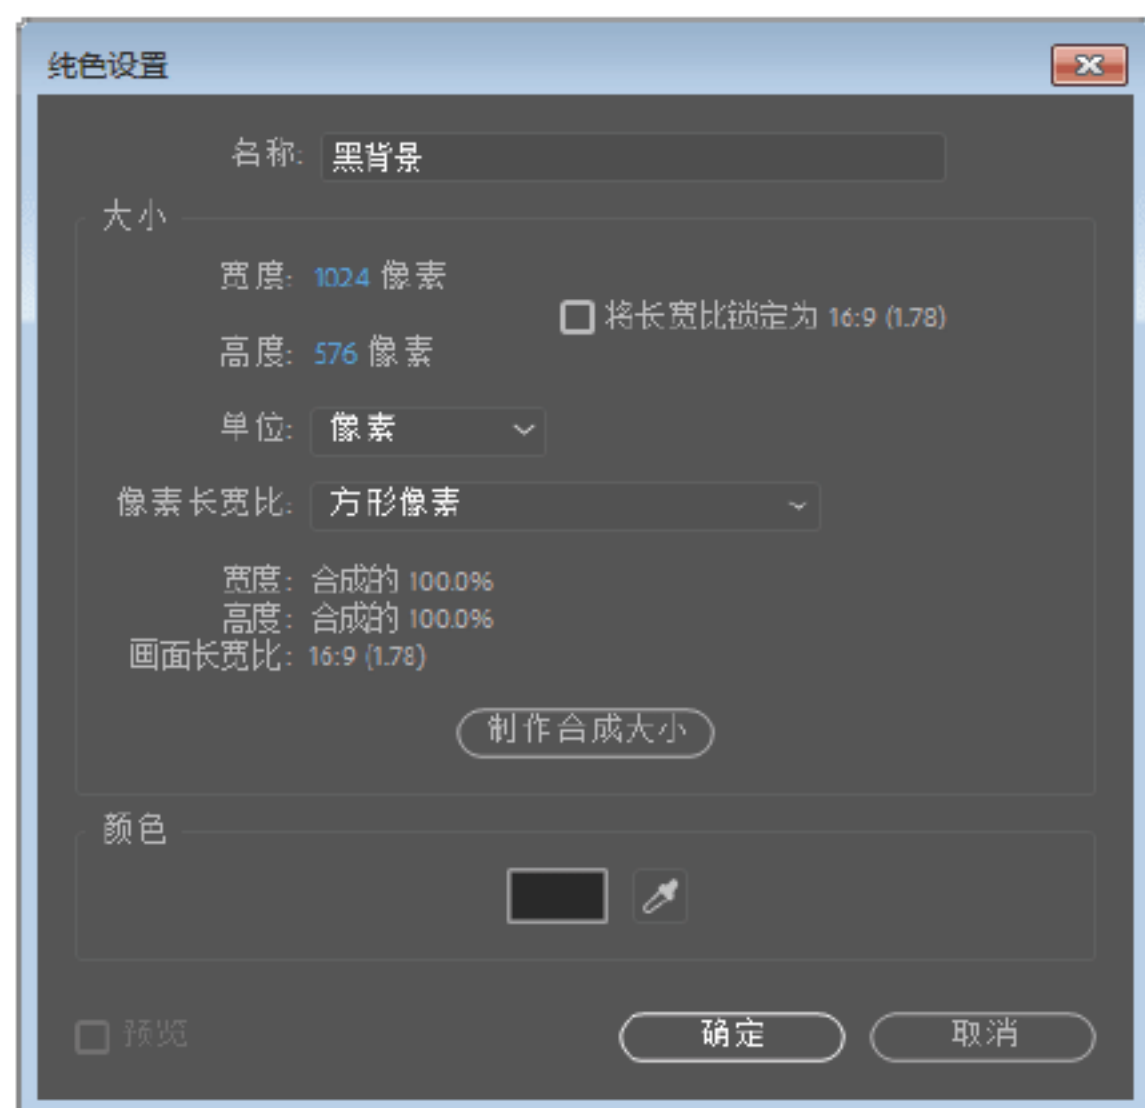 纯色设置
名称: 黑背景
大小
宽度: 1024 像素
将长宽比锁定为 16:9 (1.78)
高度: 576 像素
单位: 像素
像素长宽比: 方形像素
宽度: 合成的 100.0%
高度: 合成的 100.0%
画面长宽比: 16:9 (1.78)
制作合成大小
颜色
预览 确定 取消